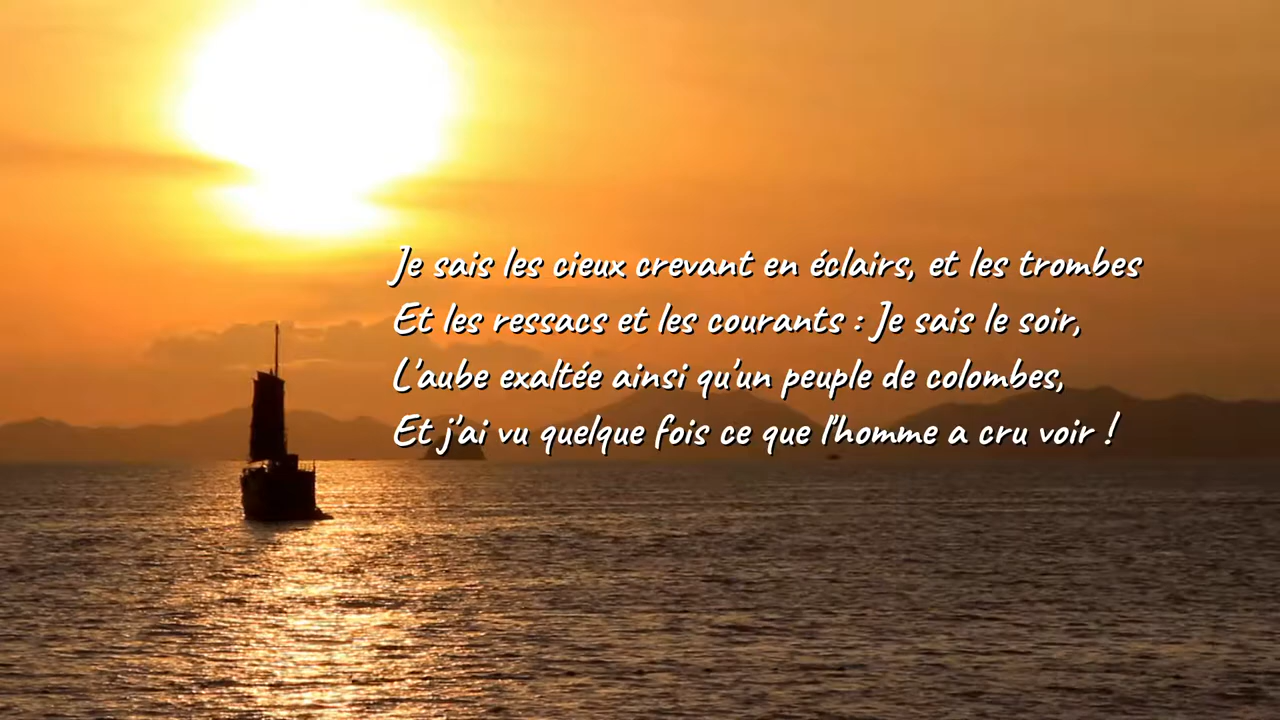 Je sais les cieux crevant en éclairs, et les trombes
Et les ressacs et les courants : Je sais le soir,
L'aube exaltée ainsi qu'un peuple de colombes,
Et j'ai vu quelque fois ce que l'homme a cru voir !